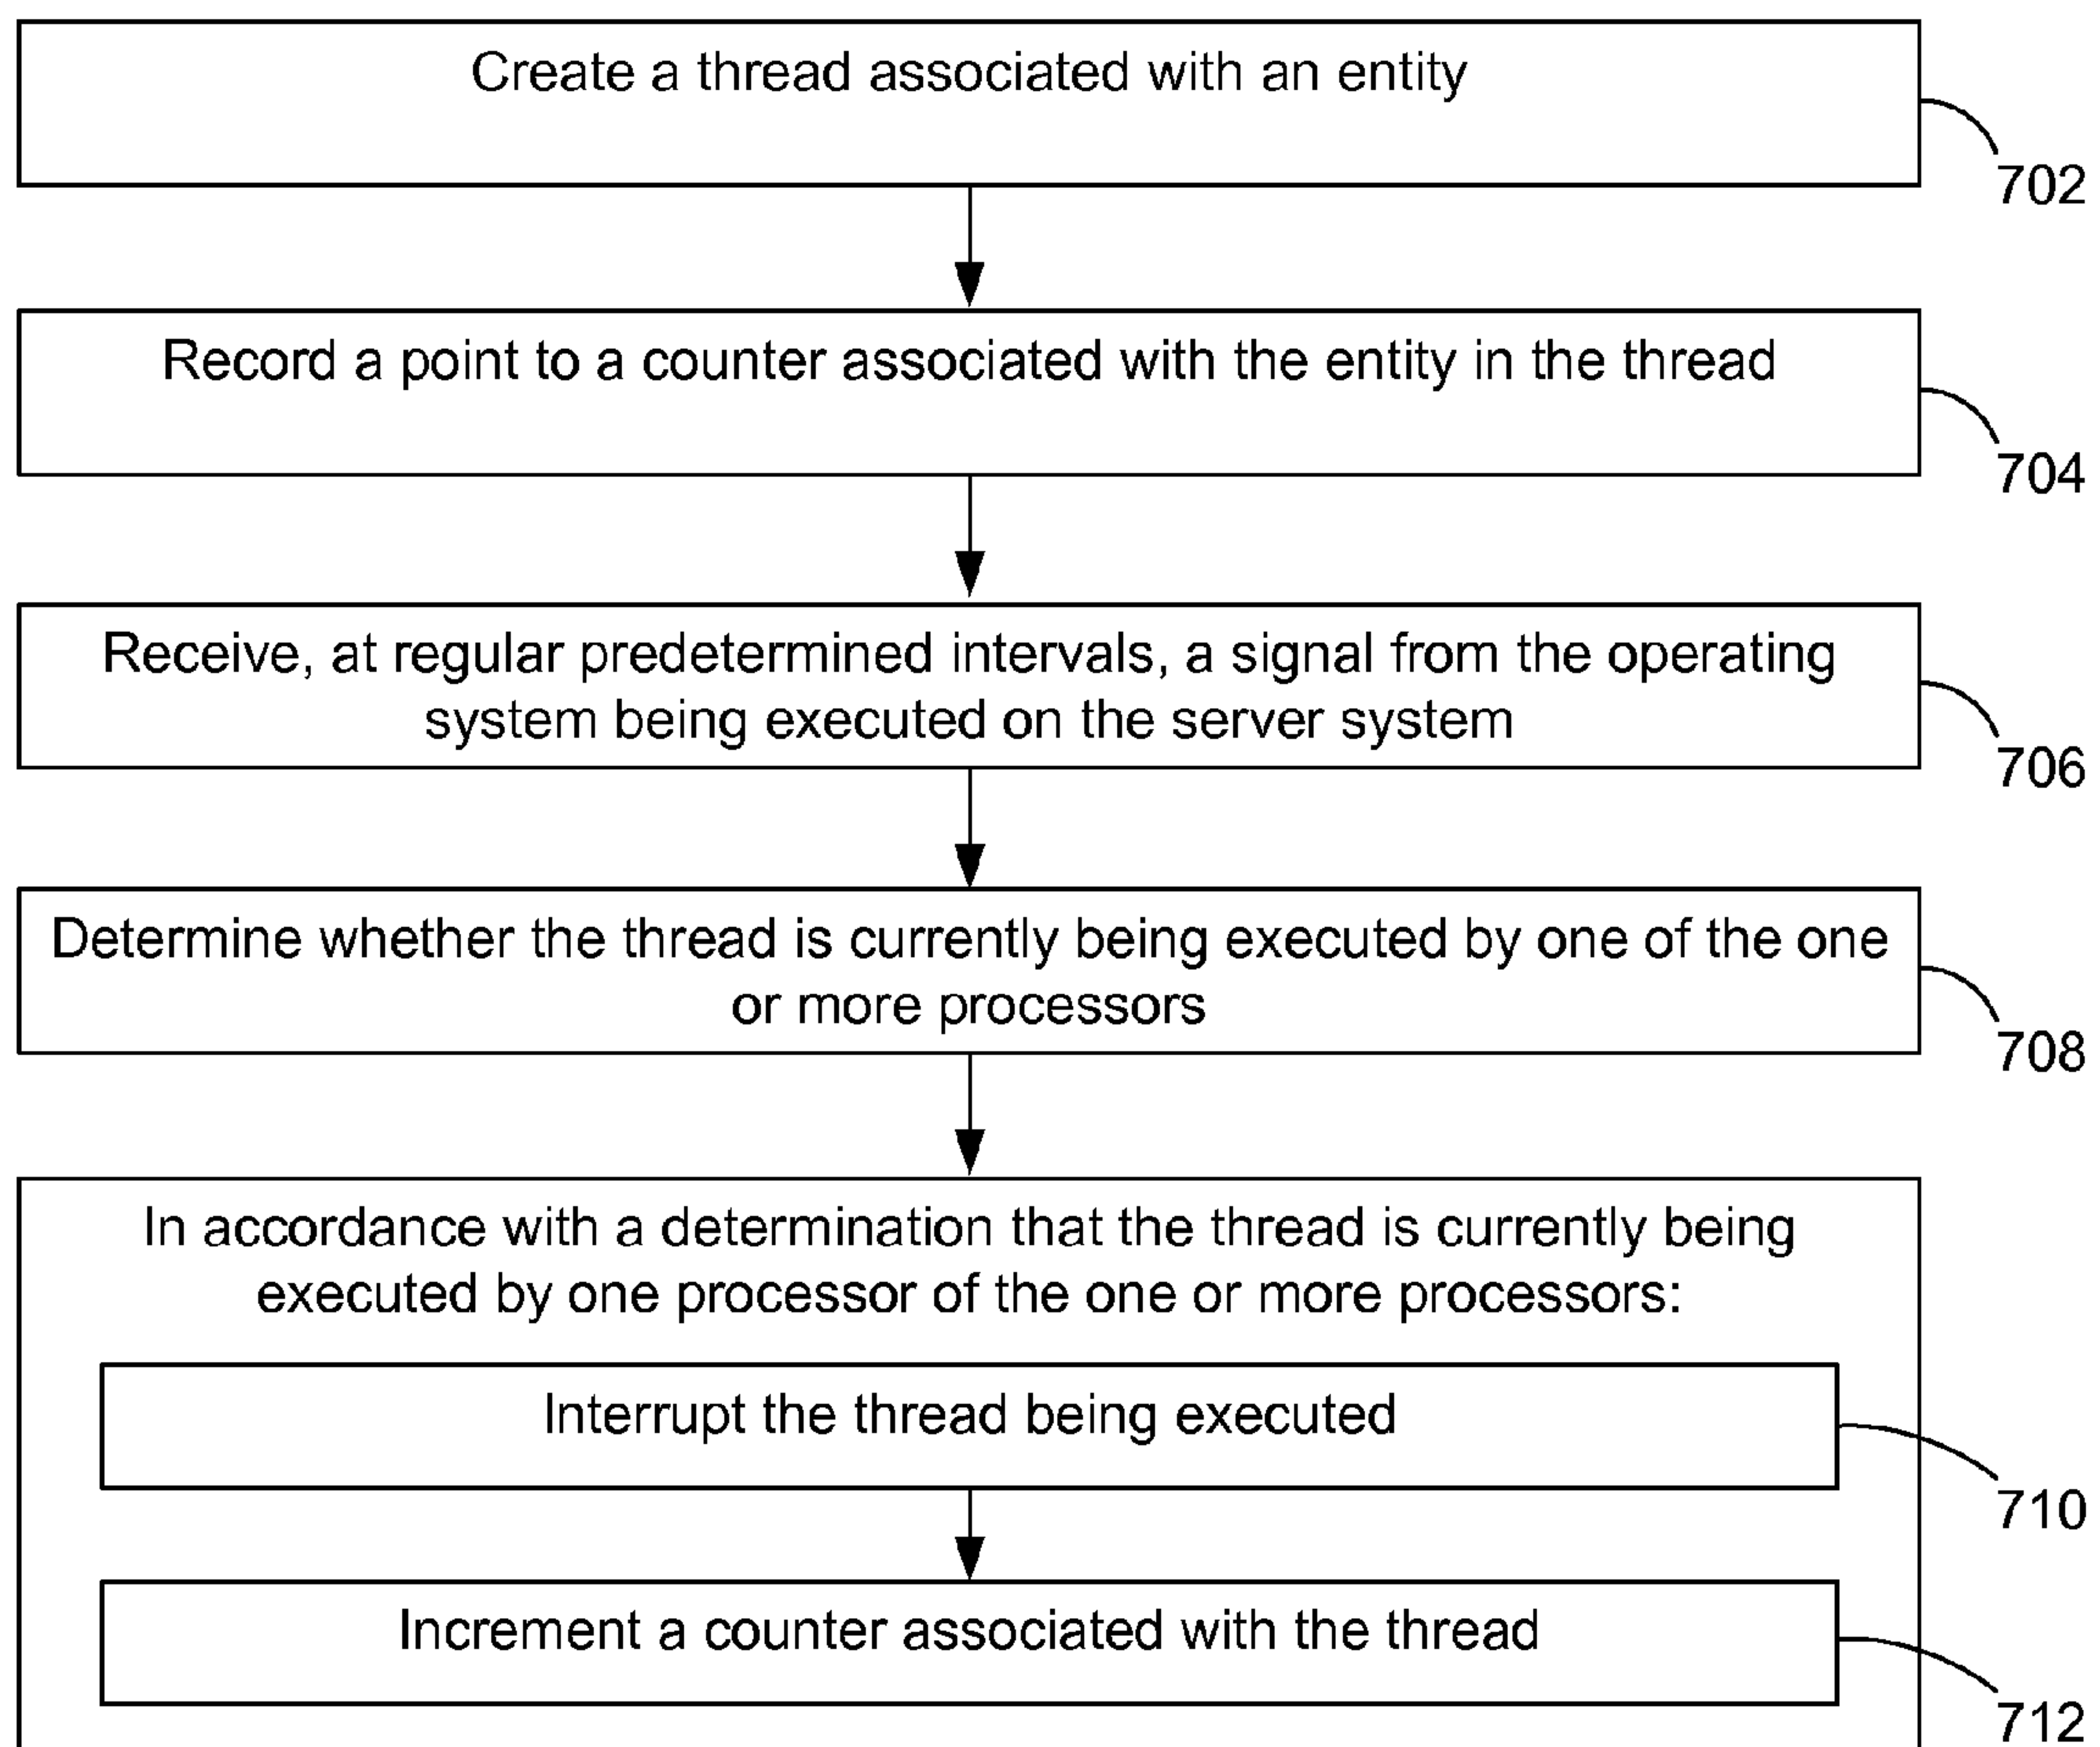 Create a thread associated with an entity
702
Record a point to a counter associated with the entity in the thread
704
Receive, at regular predetermined intervals, a signal from the operating
system being executed on the server system
706
Determine whether the thread is currently being executed by one of the one
or more processors
708
In accordance with a determination that the thread is currently being
executed by one processor of the one or more processors:
Interrupt the thread being executed
710
Increment a counter associated with the thread
712